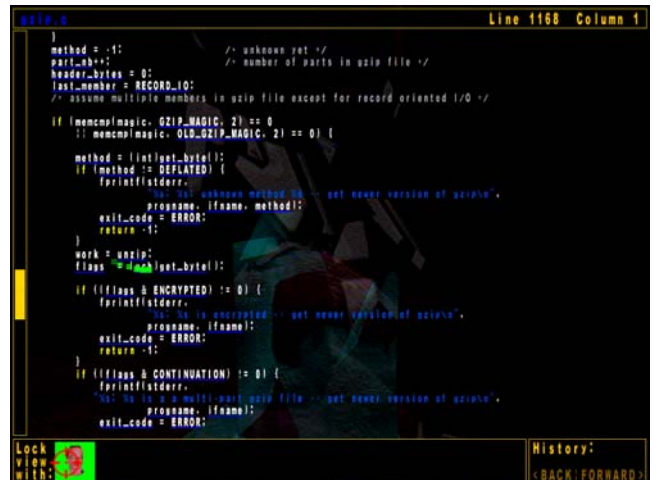 gzip.c Line 1168 Column 1
}
method = -1; /* unknown yet */
part_nb++; /* number of parts in gzip file */
header_bytes = 0;
last_member = RECORD_IO;
/* assume multiple members in gzip file except for record oriented I/O */
if (memcmp(magic, GZIP_MAGIC, 2) == 0
|| memcmp(magic, OLD_GZIP_MAGIC, 2) == 0) {
method = (int)get_byte();
if (method != DEFLATED) {
fprintf(stderr,
"%s: %s: unknown method %d -- get newer version of gzip\n",
progname, ifname, method);
exit_code = ERROR;
return -1;
}
work = unzip;
flags = get_byte();
if ((flags & ENCRYPTED) != 0) {
fprintf(stderr,
"%s: %s is encrypted -- get newer version of gzip\n",
progname, ifname);
exit_code = ERROR;
return -1;
}
if ((flags & CONTINUATION) != 0) {
fprintf(stderr,
"%s: %s is a a multi-part gzip file -- get newer version of gzip\n",
progname, ifname);
exit_code = ERROR;
Lock view with:
History:
<BACK|FORWARD>